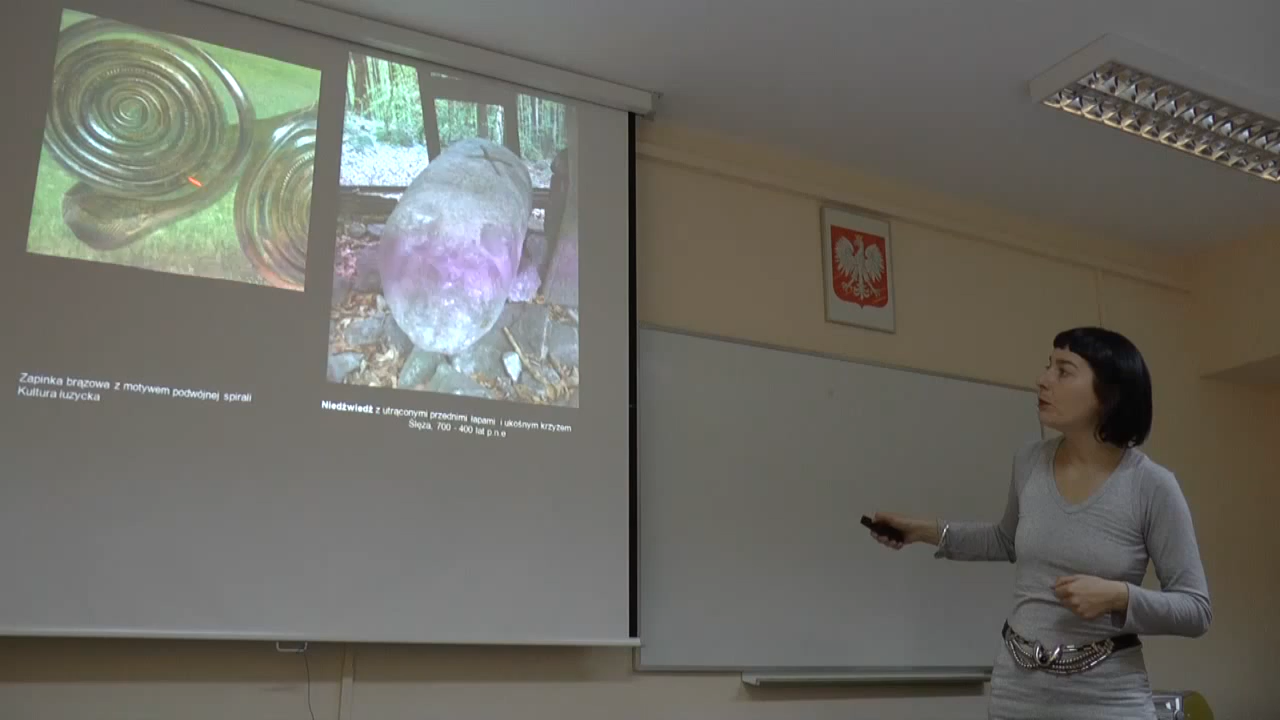 Zapinka brązowa z motywem podwójnej spirali
Kultura łużycka
Niedźwiedź z utrąconymi przednimi łapami i ukośnym krzyżem
Ślęża, 700 - 400 lat p.n.e